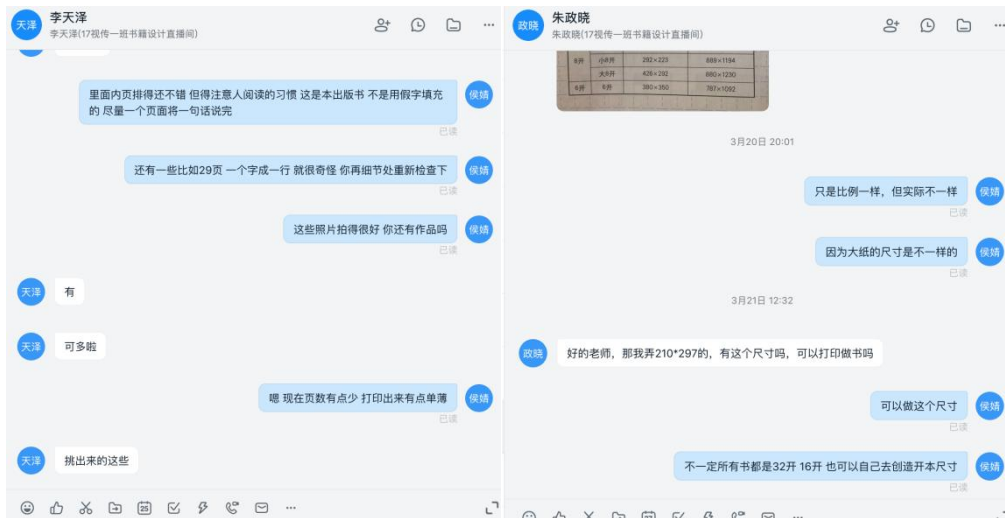 天泽
李天泽
李天泽(17视传一班书籍设计直播间)
里面内页排得还不错 但得注意人阅读的习惯 这是本出版书 不是用假字填充
的 尽量一个页面将一句话说完
侯婧
已读
还有一些比如29页 一个字成一行 就很奇怪 你再细节处重新检查下
侯婧
已读
这些照片拍得很好 你还有作品吗
侯婧
已读
天泽
有
天泽
可多啦
嗯 现在页数有点少 打印出来有点单薄
侯婧
已读
天泽
挑出来的这些
25
政晓
朱政晓
朱政晓(17视传一班书籍设计直播间)
8开 小8开 292×223 889×1194
大8开 426×292 880×1230
6开 6开 390×350 787×1092
3月20日 20:01
只是比例一样，但实际不一样
侯婧
已读
因为大纸的尺寸是不一样的
侯婧
已读
3月21日 12:32
政晓
好的老师，那我弄210*297的，有这个尺寸吗，可以打印做书吗
可以做这个尺寸
侯婧
已读
不一定所有书都是32开 16开 也可以自己去创造开本尺寸
侯婧
已读